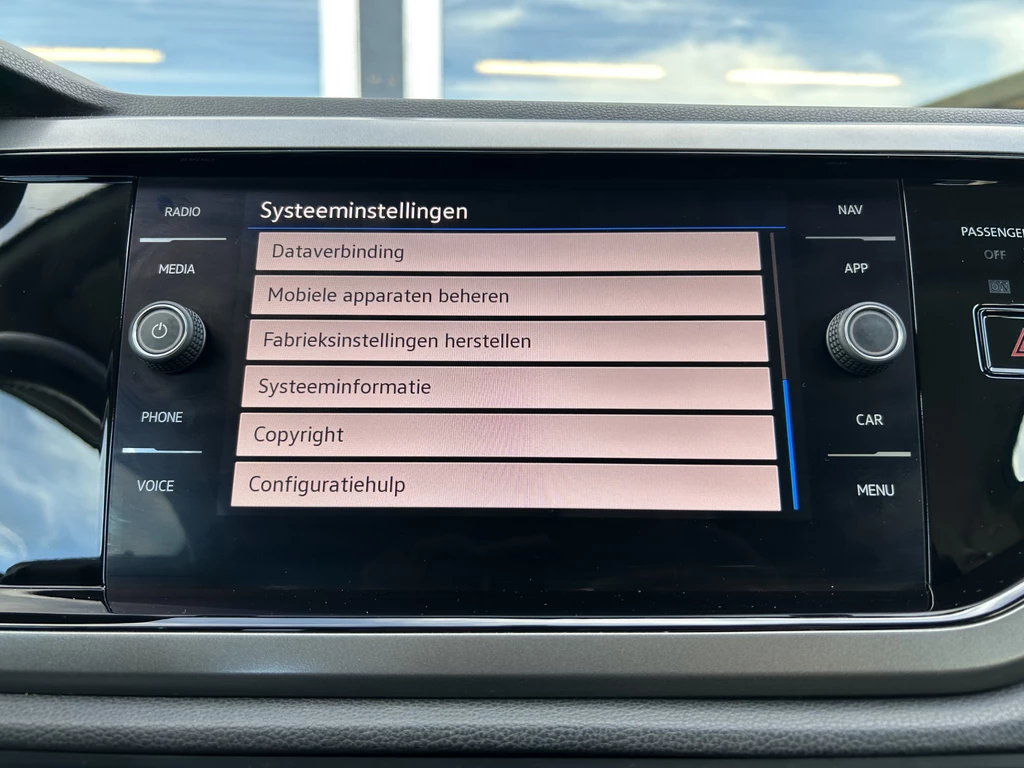 RADIO
MEDIA
PHONE
VOICE
Systeeminstellingen
Dataverbinding
Mobiele apparaten beheren
Fabrieksinstellingen herstellen
Systeeminformatie
Copyright
Configuratiehulp
NAV
APP
CAR
MENU
PASSENGE
OFF